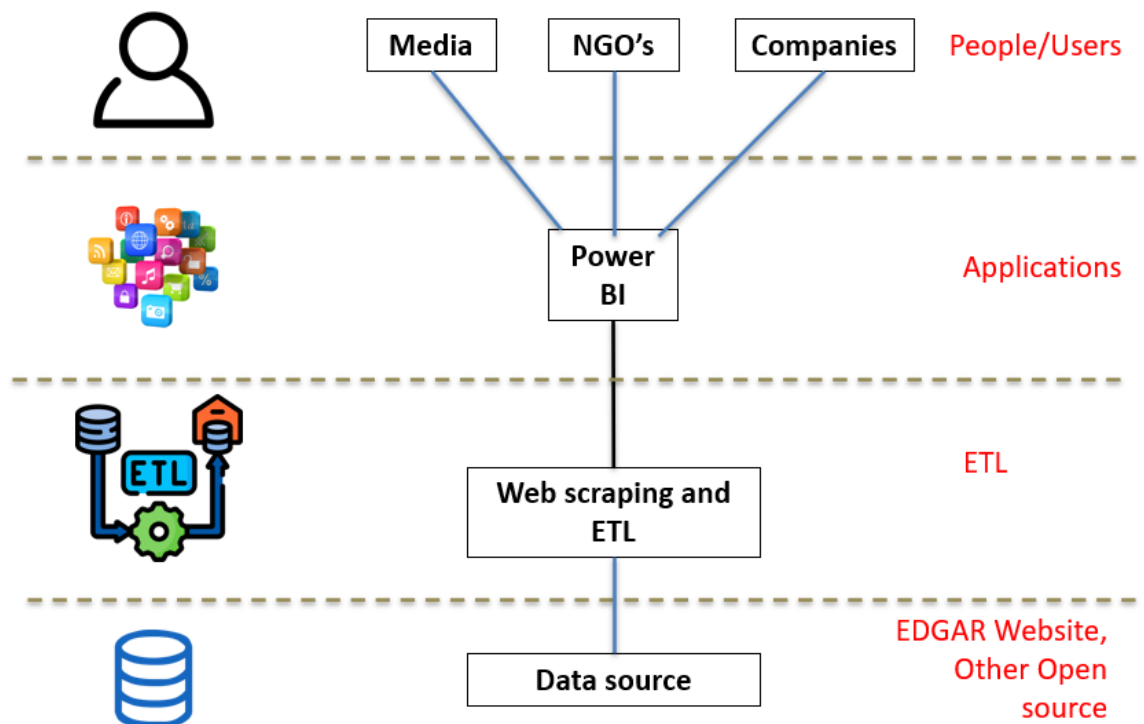 Media
NGO's
Companies
People/Users
Power
BI
Applications
ETL
Web scraping and
ETL
ETL
Data source
EDGAR Website,
Other Open
source